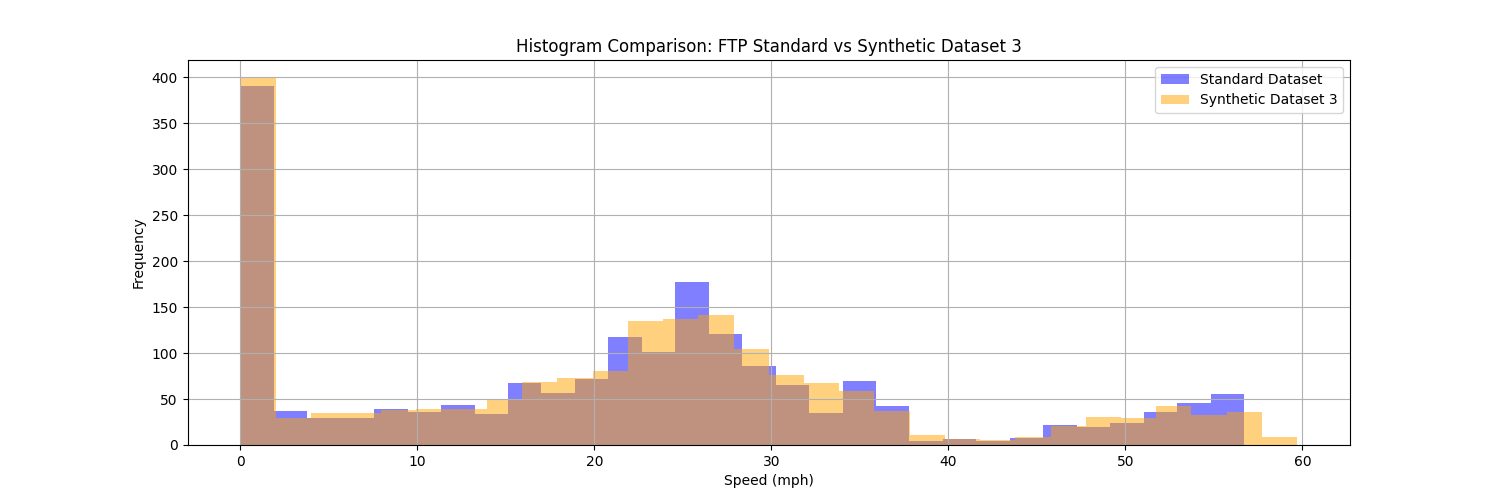 Histogram Comparison: FTP Standard vs Synthetic Dataset 3
Standard Dataset
Synthetic Dataset 3
Frequency
400
350
300
250
200
150
100
50
0
0 10 20 30 40 50 60
Speed (mph)